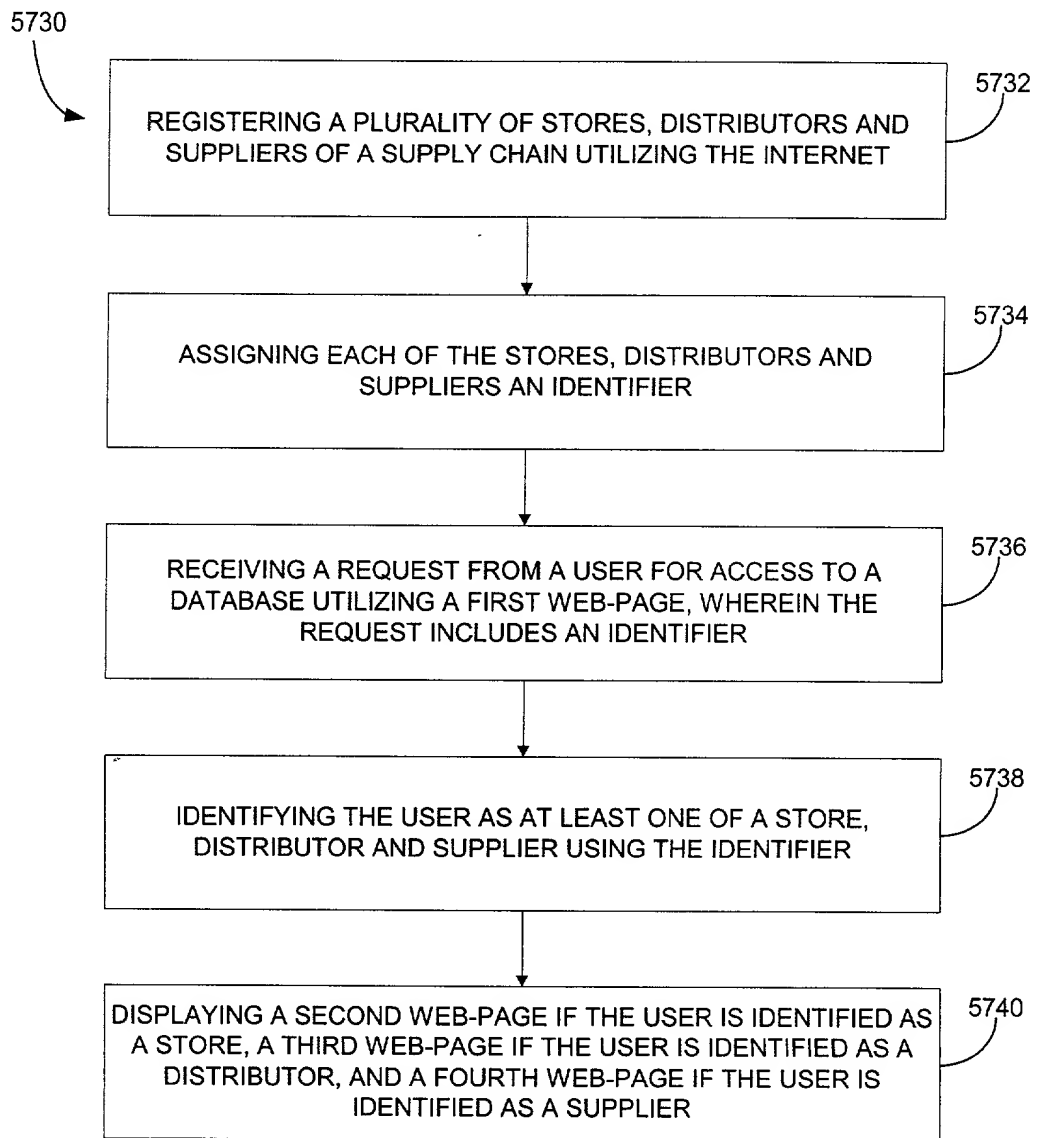 5730
5732
REGISTERING A PLURALITY OF STORES, DISTRIBUTORS AND
SUPPLIERS OF A SUPPLY CHAIN UTILIZING THE INTERNET
5734
ASSIGNING EACH OF THE STORES, DISTRIBUTORS AND
SUPPLIERS AN IDENTIFIER
5736
RECEIVING A REQUEST FROM A USER FOR ACCESS TO A
DATABASE UTILIZING A FIRST WEB-PAGE, WHEREIN THE
REQUEST INCLUDES AN IDENTIFIER
5738
IDENTIFYING THE USER AS AT LEAST ONE OF A STORE,
DISTRIBUTOR AND SUPPLIER USING THE IDENTIFIER
5740
DISPLAYING A SECOND WEB-PAGE IF THE USER IS IDENTIFIED AS
A STORE, A THIRD WEB-PAGE IF THE USER IS IDENTIFIED AS A
DISTRIBUTOR, AND A FOURTH WEB-PAGE IF THE USER IS
IDENTIFIED AS A SUPPLIER